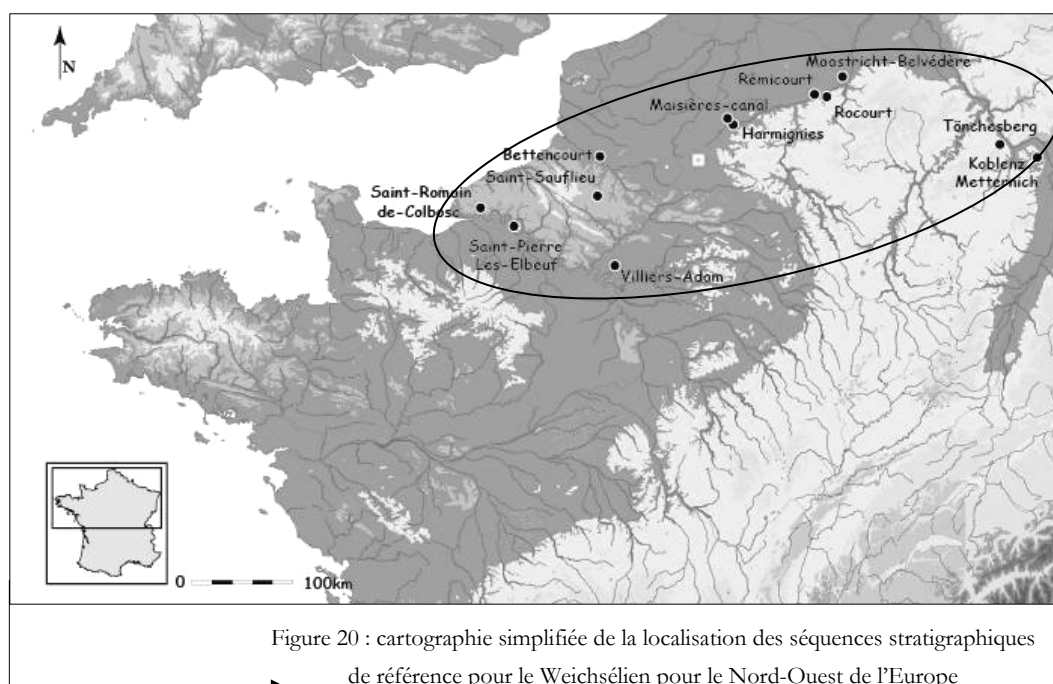 N
Maastricht-Belvédère
Rémicourt
Maisières-canal
Rocourt
Harmignies
Tönchesberg
Bettencourt
Koblenz
Metternich
Saint-Sauflieu
Saint-Romain
de-Colbosc
Saint-Pierre
Les-Elbeuf
Villiers-Adam
0 100km
Figure 20 : cartographie simplifiée de la localisation des séquences stratigraphiques
de référence pour le Weichsélien pour le Nord-Ouest de l'Europe